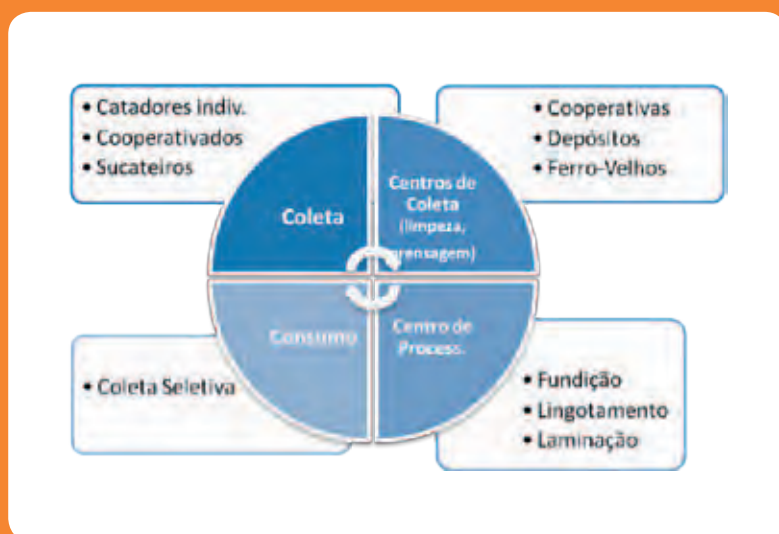 • Catadores indiv.
• Cooperativados
• Sucateiros
• Cooperativas
• Depósitos
• Ferro-Velhos
Coleta
Centros de
Coleta
(limpeza,
prensagem)
Consumo
Centro de
Process.
• Coleta Seletiva
• Fundição
• Lingotamento
• Laminação